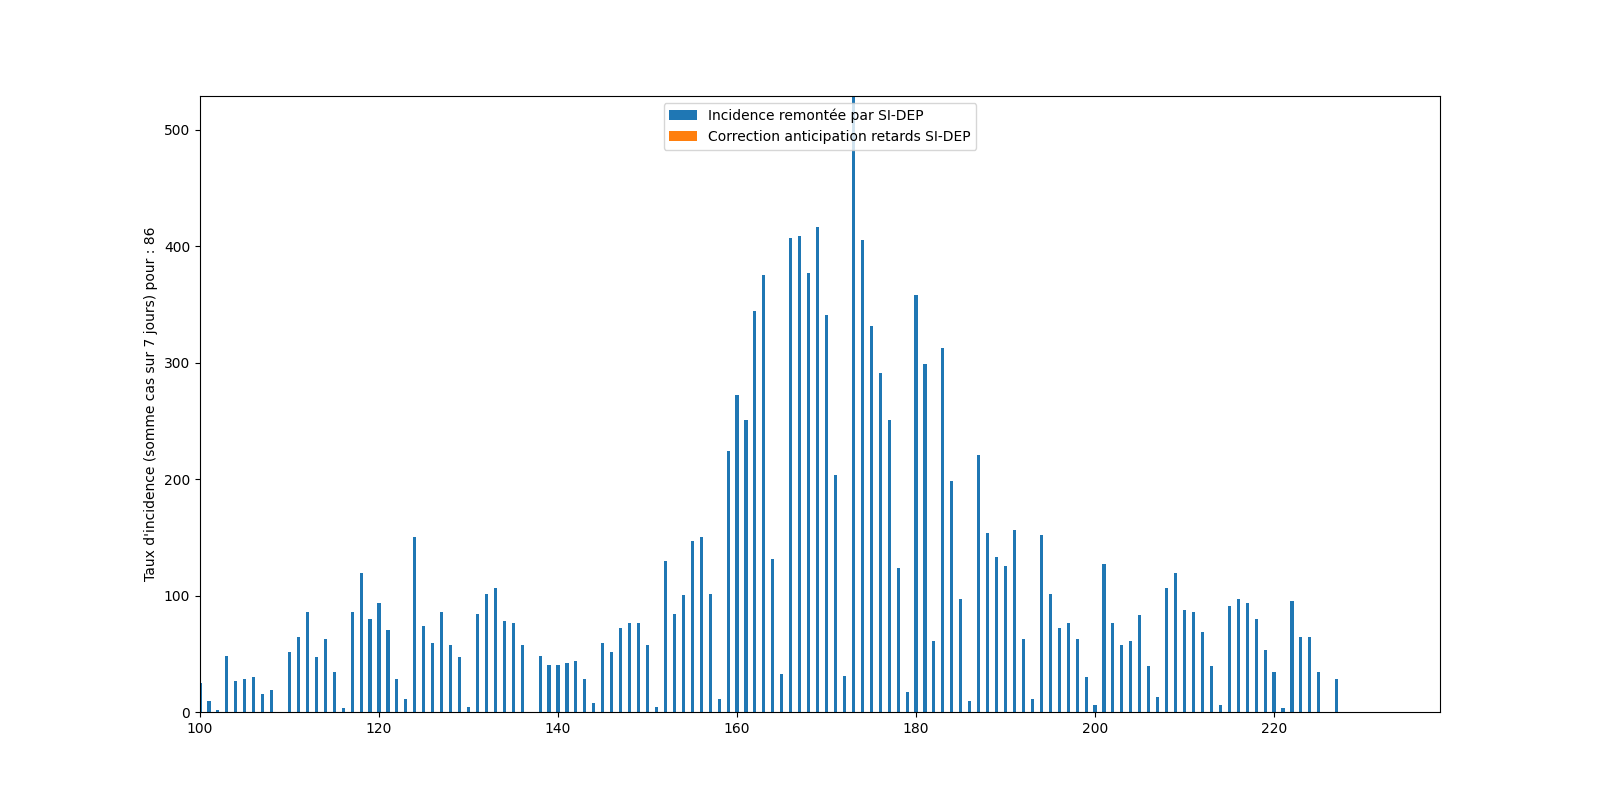 Incidence remontée par SI-DEP
Correction anticipation retards SI-DEP
Taux d'incidence (somme cas sur 7 jours) pour : 86
500
400
300
200
100
0
100 120 140 160 180 200 220